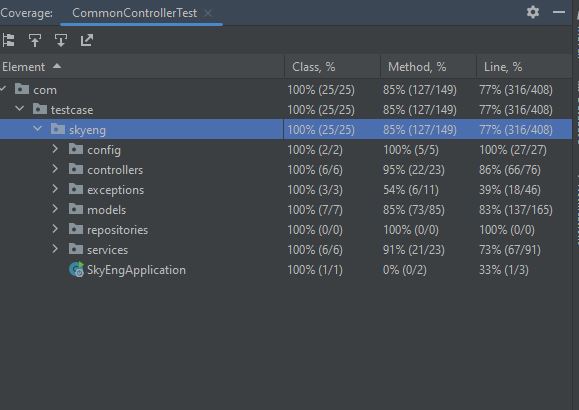 Coverage: CommonControllerTest
Element Class, % Method, % Line, %
com 100% (25/25) 85% (127/149) 77% (316/408)
testcase 100% (25/25) 85% (127/149) 77% (316/408)
skyeng 100% (25/25) 85% (127/149) 77% (316/408)
config 100% (2/2) 100% (5/5) 100% (27/27)
controllers 100% (6/6) 95% (22/23) 86% (66/76)
exceptions 100% (3/3) 54% (6/11) 39% (18/46)
models 100% (7/7) 85% (73/85) 83% (137/165)
repositories 100% (0/0) 100% (0/0) 100% (0/0)
services 100% (6/6) 91% (21/23) 73% (67/91)
SkyEngApplication 100% (1/1) 0% (0/2) 33% (1/3)